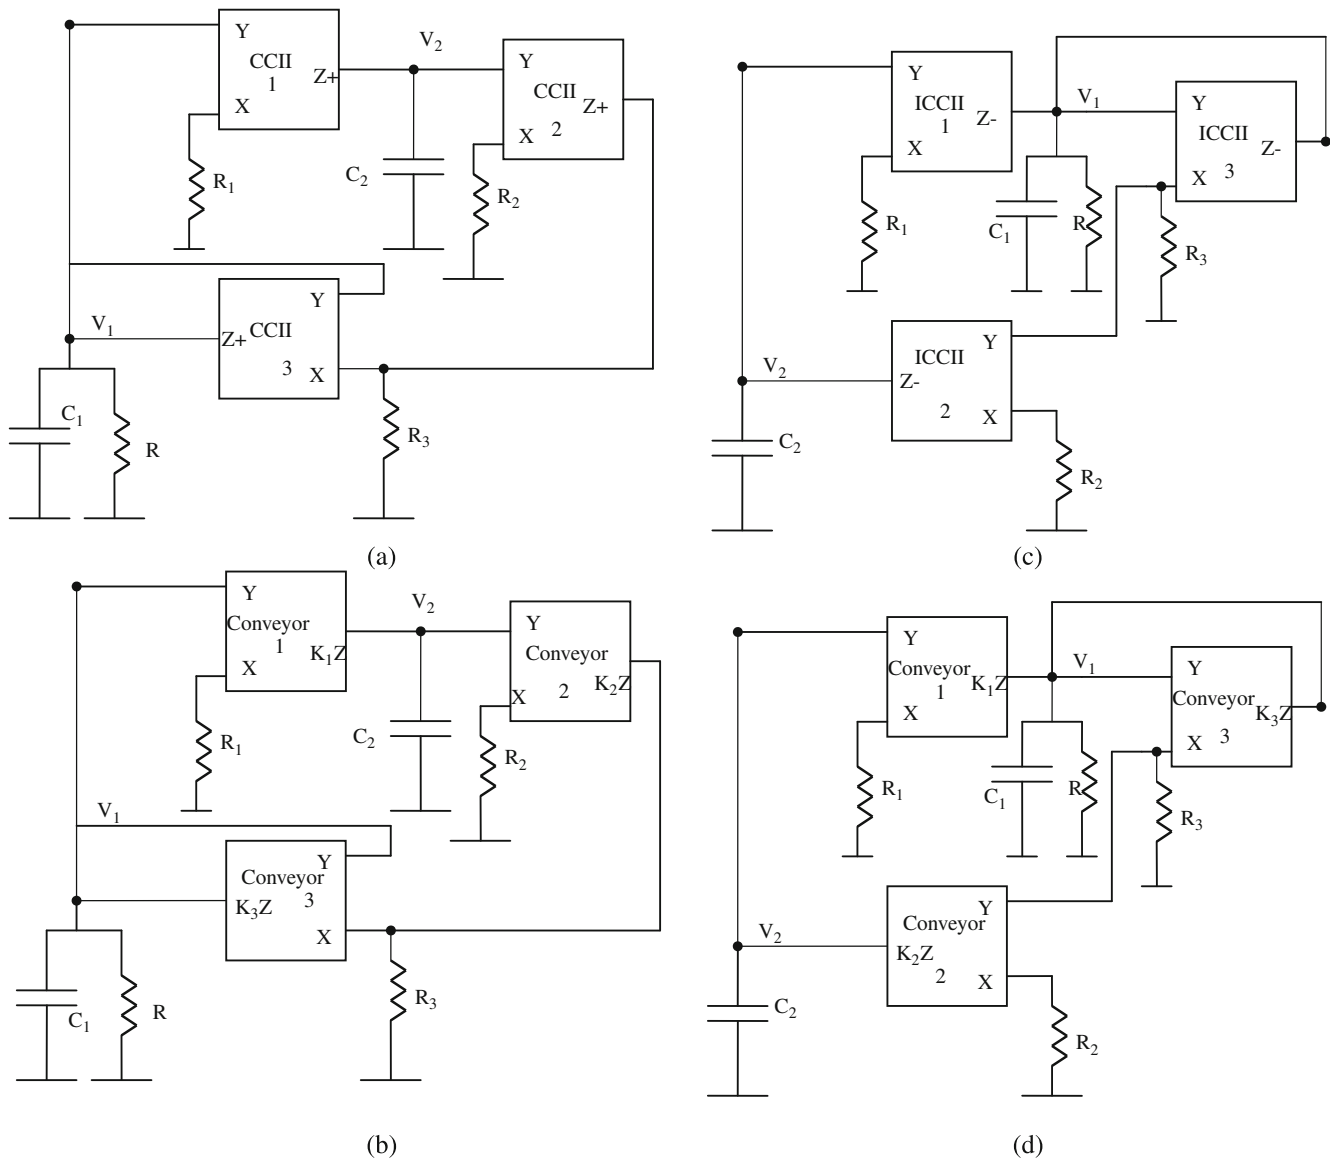 Y
CCII
1
Z+
X
R1
V2
C2
Y
CCII
Z+
X
2
R2
Y
V1
Z+
CCII
3
X
C1
R
R3
(a)
Y
ICCII
1
Z-
X
R1
V1
C1
R
Y
ICCII
Z-
X
3
R3
V2
ICCII
Y
Z-
2
X
C2
R2
(c)
Y
Conveyor
1
K1Z
X
R1
V2
C2
Y
Conveyor
K2Z
X
2
R2
V1
Y
Conveyor
K3Z
3
X
C1
R
R3
(b)
Y
Conveyor
1
K1Z
X
R1
V1
C1
R
Y
Conveyor
K3Z
X
3
R3
V2
Y
Conveyor
K2Z
2
X
C2
R2
(d)